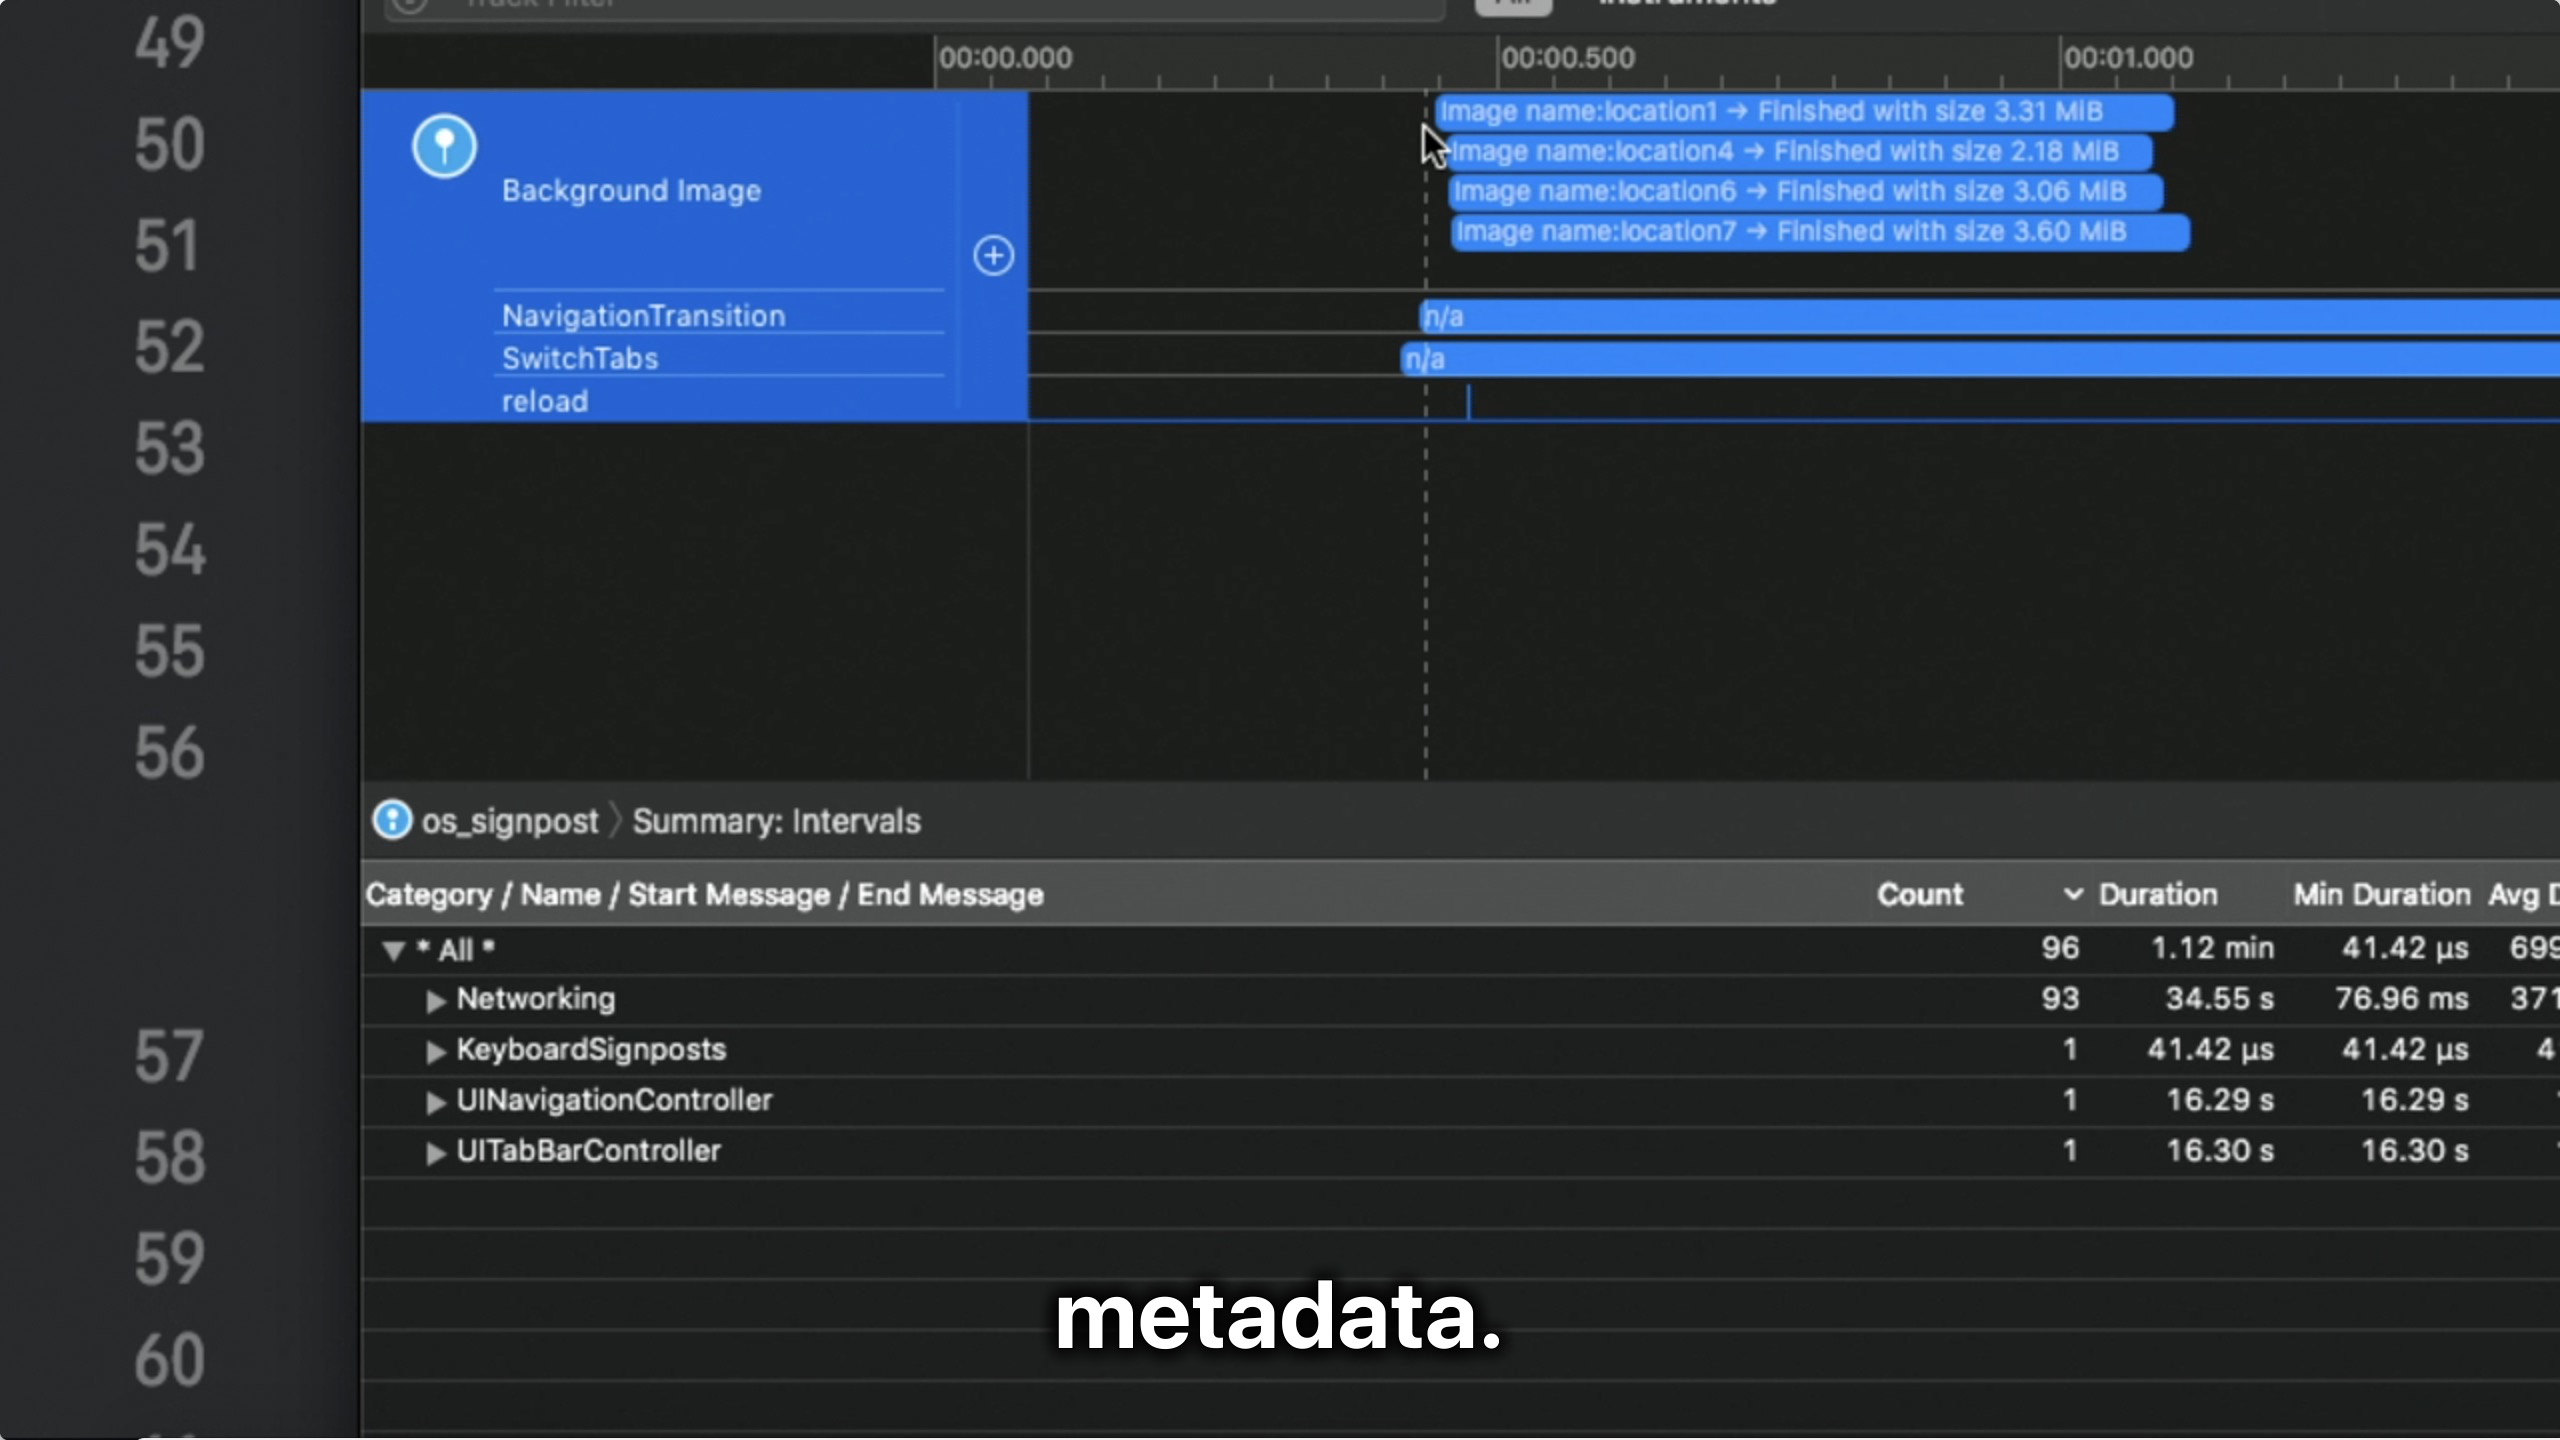 49
50
51
52
53
54
55
56
57
58
59
60
Track Filter
All
Instruments
00:00.000
00:00.500
00:01.000
Background Image
Image name:location1 → Finished with size 3.31 MiB
Image name:location4 → Finished with size 2.18 MiB
Image name:location6 → Finished with size 3.06 MiB
Image name:location7 → Finished with size 3.60 MiB
NavigationTransition
n/a
SwitchTabs
n/a
reload
os_signpost 〉 Summary: Intervals
Category / Name / Start Message / End Message Count Duration Min Duration Avg
* All * 96 1.12 min 41.42 µs 699
Networking 93 34.55 s 76.96 ms 371
KeyboardSignposts 1 41.42 µs 41.42 µs 4
UINavigationController 1 16.29 s 16.29 s
UITabBarController 1 16.30 s 16.30 s
metadata.